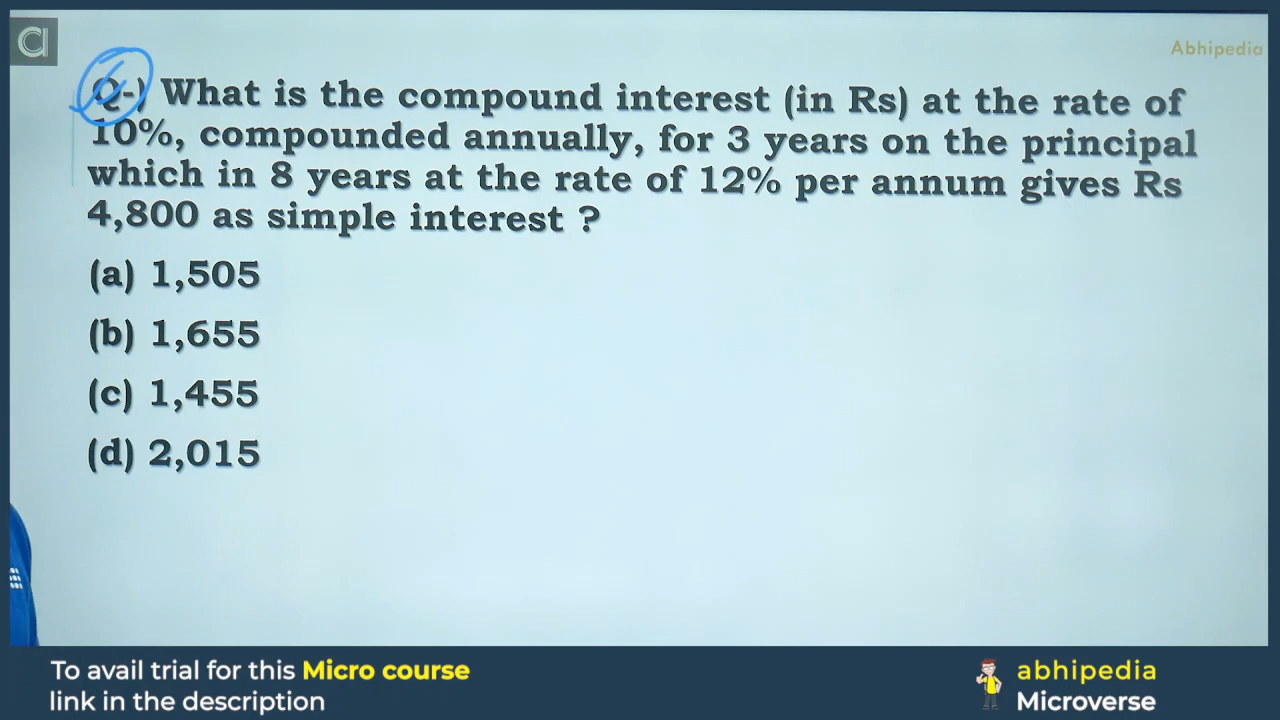 Abhipedia
Q-) What is the compound interest (in Rs) at the rate of
10%, compounded annually, for 3 years on the principal
which in 8 years at the rate of 12% per annum gives Rs
4,800 as simple interest ?
(a) 1,505
(b) 1,655
(c) 1,455
(d) 2,015
To avail trial for this Micro course
link in the description
abhipedia
Microverse